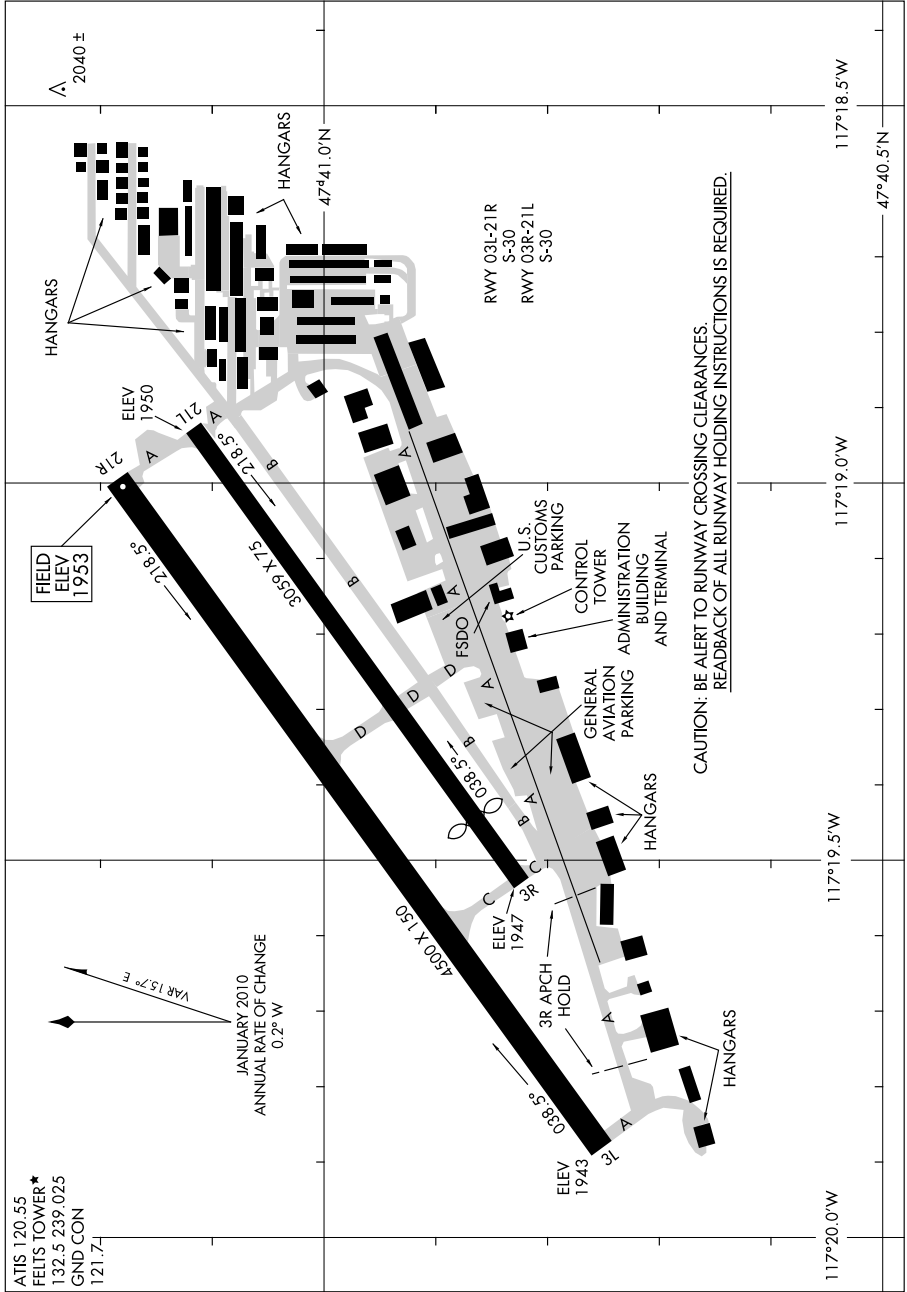 ATIS 120.55
FELTS TOWER★
132.5 239.025
GND CON
121.7
VAR 15.7° E
JANUARY 2010
ANNUAL RATE OF CHANGE
0.2° W
FIELD
ELEV
1953
21R
A
218.5°
ELEV
1950
21L
A
218.5°
HANGARS
2040 ±
HANGARS
47ᵈ41.0'N
4500 X 150
3059 X 75
B
B
D
D
D
B
038.5°
B
C
C
3R
ELEV
1947
3R APCH
HOLD
038.5°
ELEV
1943
3L
A
A
A
A
A
A
U.S.
CUSTOMS
PARKING
FSDO
CONTROL
TOWER
ADMINISTRATION
BUILDING
AND TERMINAL
GENERAL
AVIATION
PARKING
HANGARS
HANGARS
RWY 03L-21R
S-30
RWY 03R-21L
S-30
CAUTION: BE ALERT TO RUNWAY CROSSING CLEARANCES.
READBACK OF ALL RUNWAY HOLDING INSTRUCTIONS IS REQUIRED.
117°20.0'W
117°19.5'W
117°19.0'W
117°18.5'W
47°40.5'N